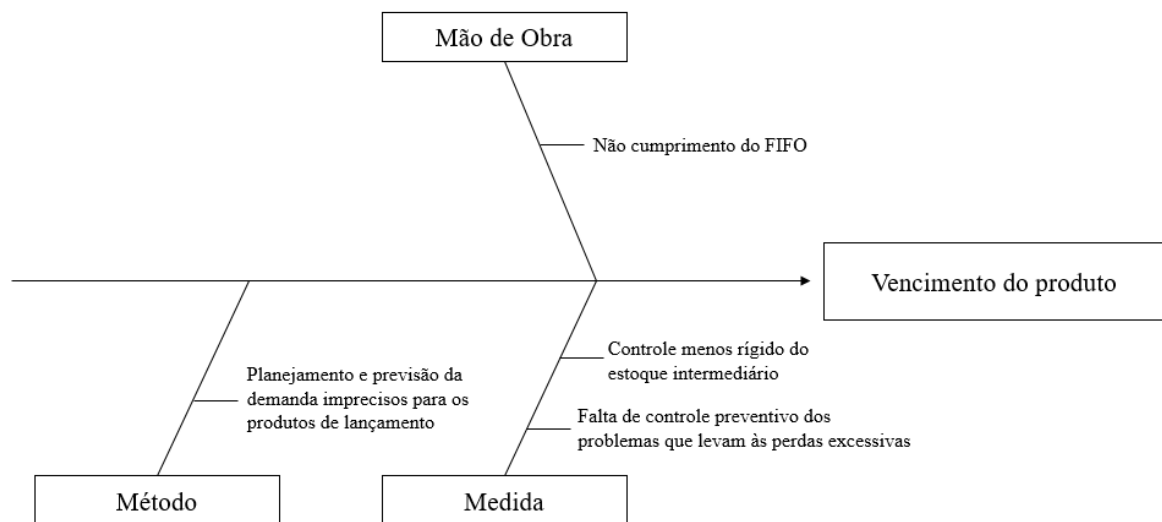 Mão de Obra
Não cumprimento do FIFO
Vencimento do produto
Controle menos rígido do
estoque intermediário
Planejamento e previsão da
demanda imprecisos para os
produtos de lançamento
Falta de controle preventivo dos
problemas que levam às perdas excessivas
Método
Medida